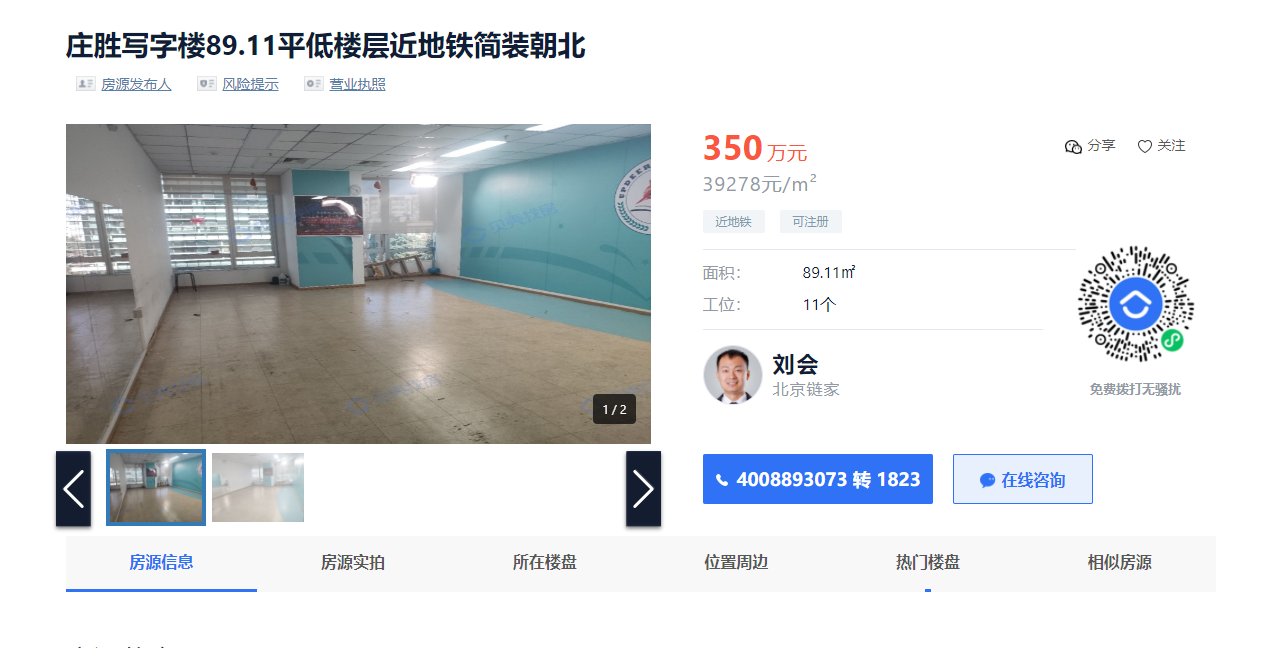 庄胜写字楼89.11平低楼层近地铁简装朝北
房源发布人 风险提示 营业执照
350万元
分享 关注
39278元/m²
近地铁 可注册
面积: 89.11㎡
工位: 11个
刘会
北京链家
免费拨打无骚扰
1 / 2
4008893073 转 1823
在线咨询
房源信息 房源实拍 所在楼盘 位置周边 热门楼盘 相似房源